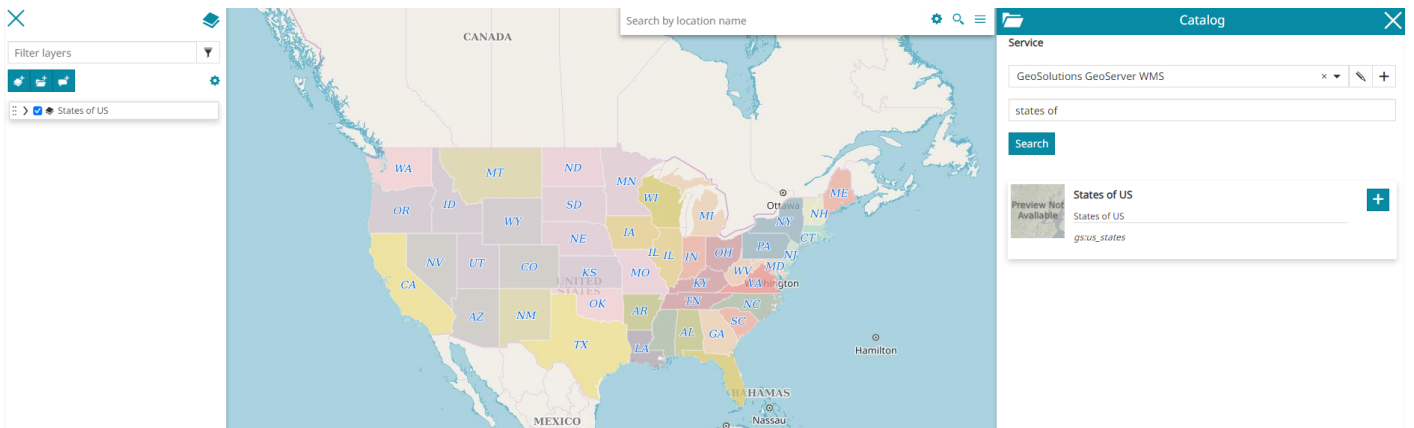 Filter layers
States of US
Search by location name
CANADA
WA
MT
ND
MN
OR
ID
WY
SD
WI
MI
Ottawa
ME
NY
NH
NE
IA
CT
NV
UT
CO
KS
MO
IL
IL
IN
OH
PA
NJ
WV
MD
CA
UNITED
STATES
KY
VA
Washington
AZ
NM
OK
AR
TN
NC
SC
TX
LA
AL
GA
Hamilton
BAHAMAS
Nassau
MEXICO
Catalog
Service
GeoSolutions GeoServer WMS
states of
Search
Preview Not
Available
States of US
States of US
gs:us_states